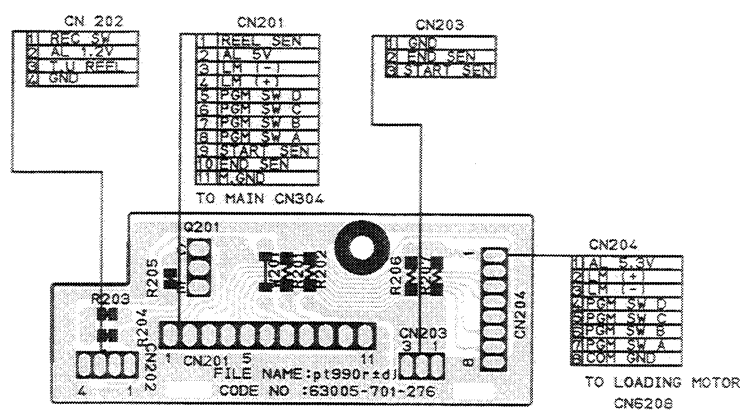 CN 202
1 REC SW
2 AL 1.2V
3 T.U REEL
4 GND
CN201
1 REEL SEN
2 AL 5V
3 LM (-)
4 LM (+)
5 PGM SW D
6 PGM SW C
7 PGM SW B
8 PGM SW A
9 START SEN
10 END SEN
11 M.GND
TO MAIN CN304
CN203
1 GND
2 END SEN
3 START SEN
CN204
1 AL 5.3V
2 LM (+)
3 LM (-)
4 PGM SW D
5 PGM SW C
6 PGM SW B
7 PGM SW A
8 COM GND
TO LOADING MOTOR
CN6208
Q201
R205
R201
R202
R206
R207
1
CN204
8
R203
R204
CN202
4 1
1 CN201 5 11
3 1
CN203
FILE NAME:pt990r±dl
CODE NO :63005-701-276